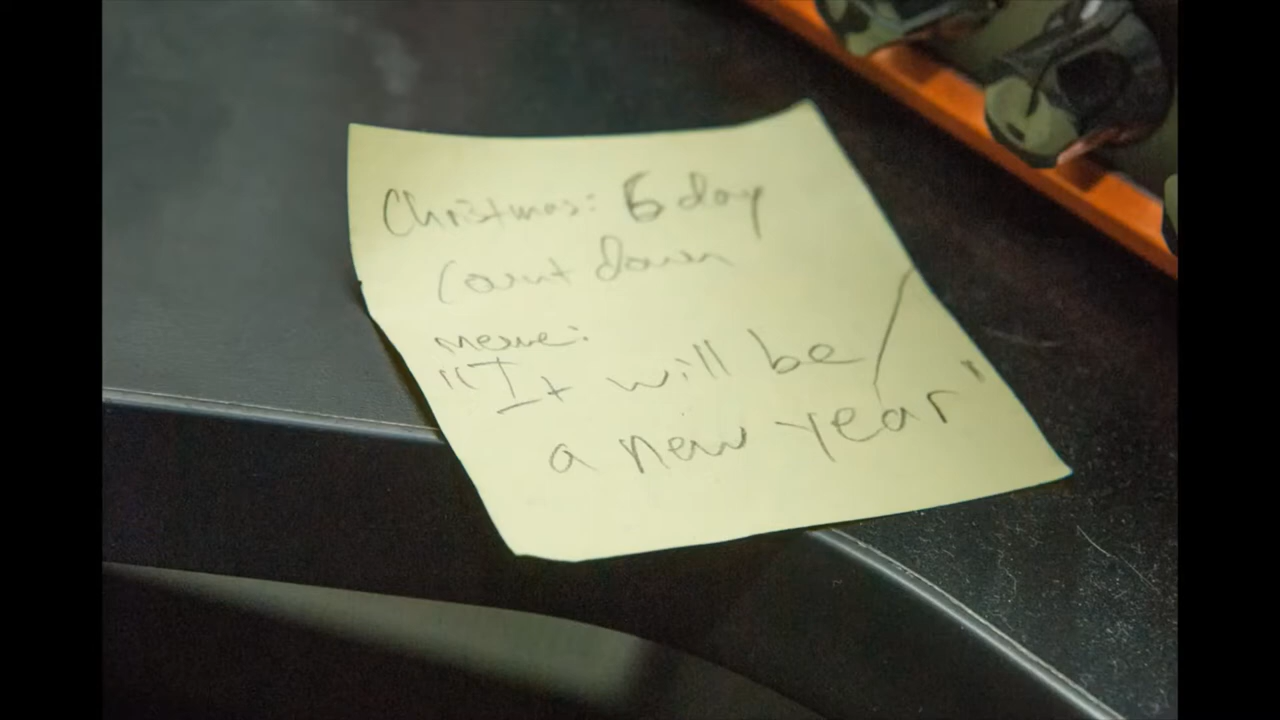 Christmas: 6 day
count down
meme:
"It will be/
a new year"